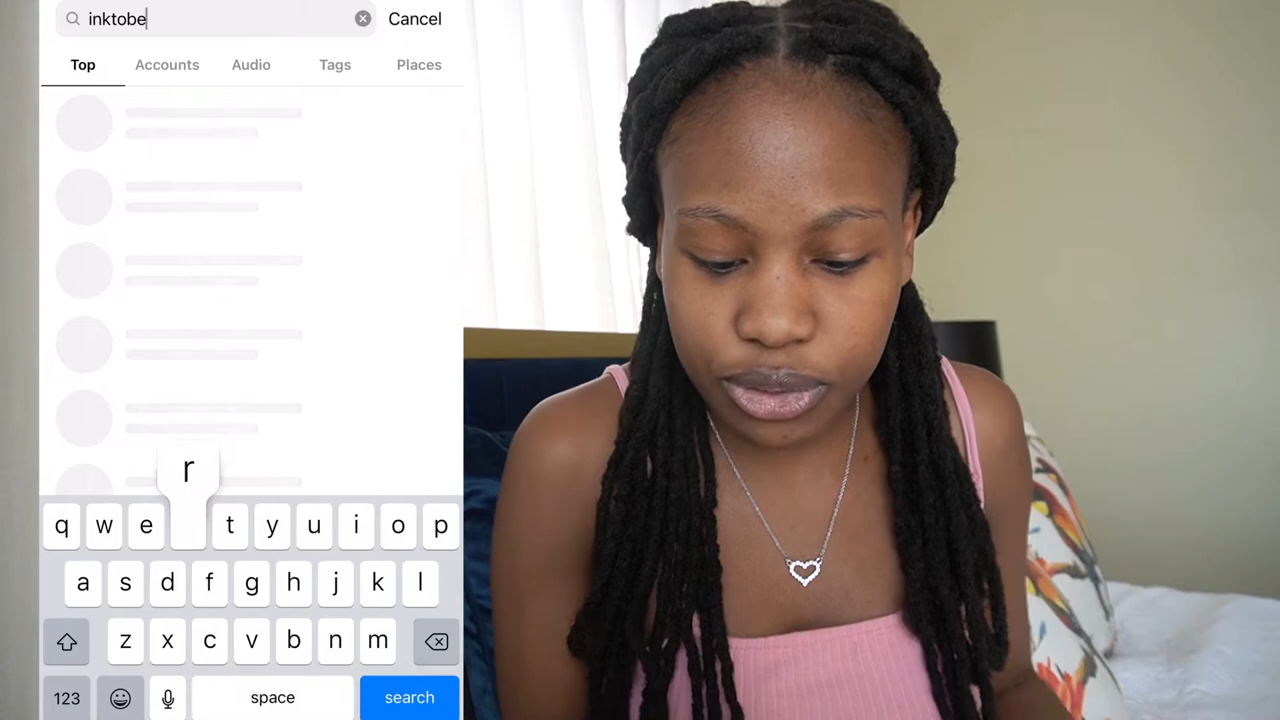 inktobe
Cancel
Top
Accounts
Audio
Tags
Places
r
q w e t y u i o p
a s d f g h j k l
z x c v b n m
123
space
search